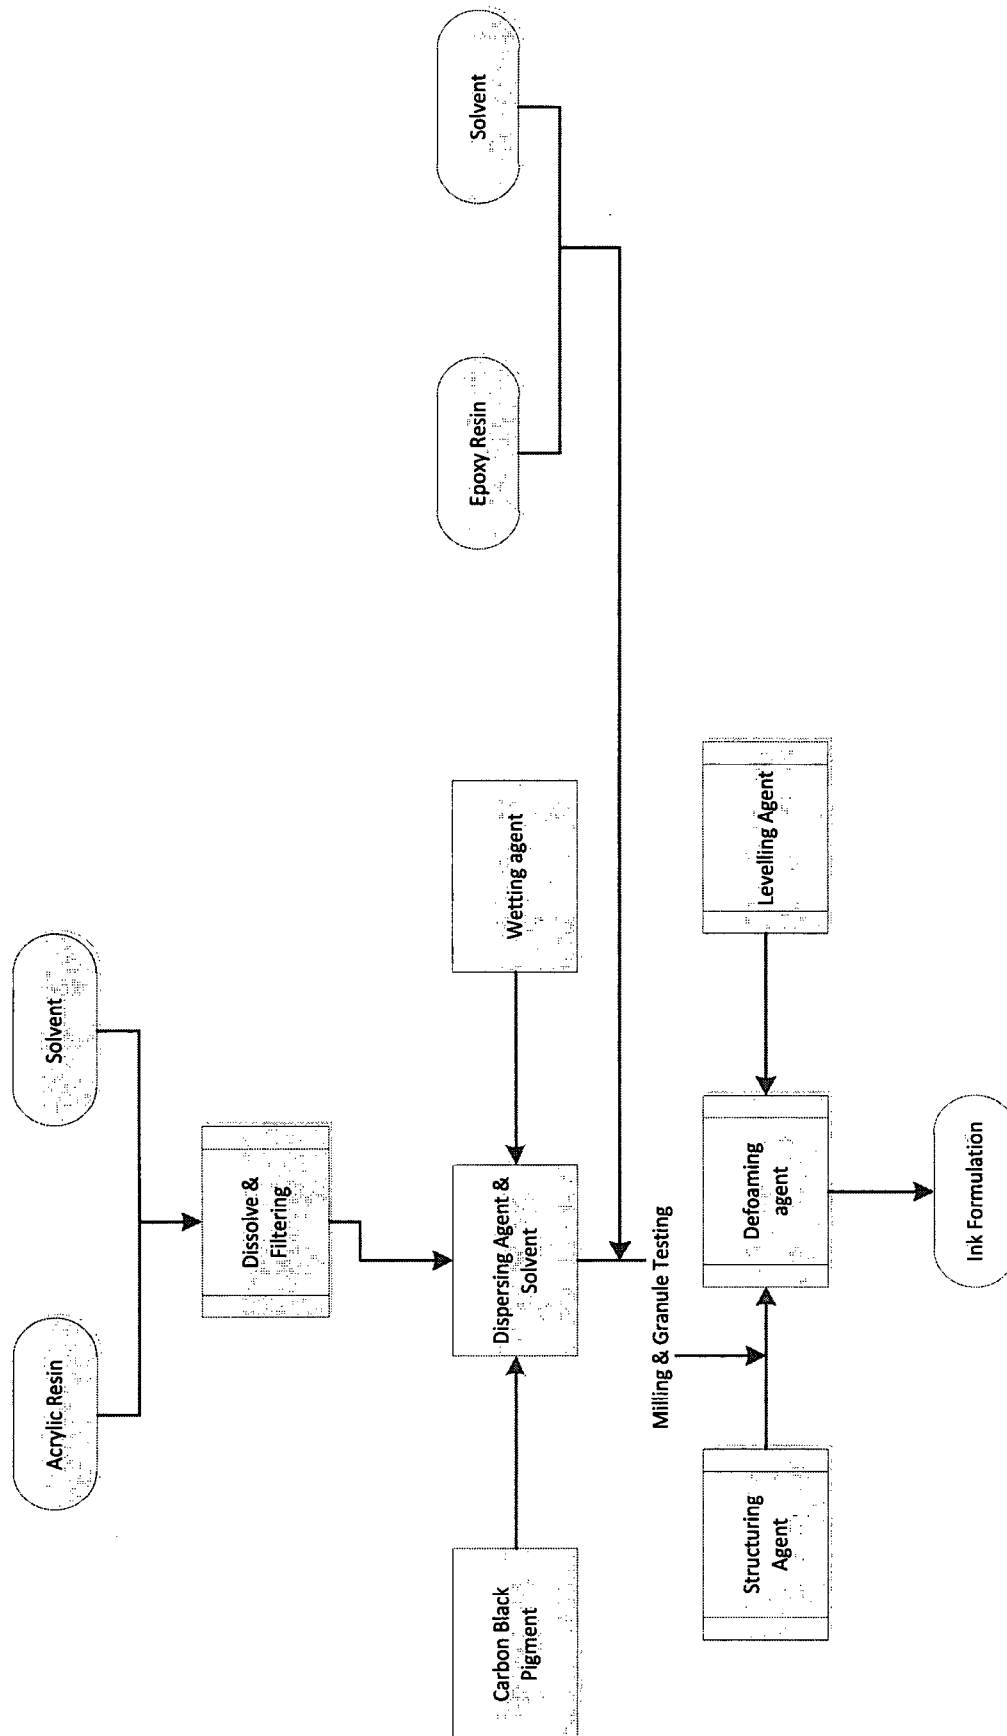 Acrylic Resin
Solvent
Dissolve &
Filtering
Carbon Black
Pigment
Dispersing Agent &
Solvent
Wetting agent
Epoxy Resin
Solvent
Milling & Granule Testing
Structuring
Agent
Defoaming
agent
Levelling Agent
Ink Formulation